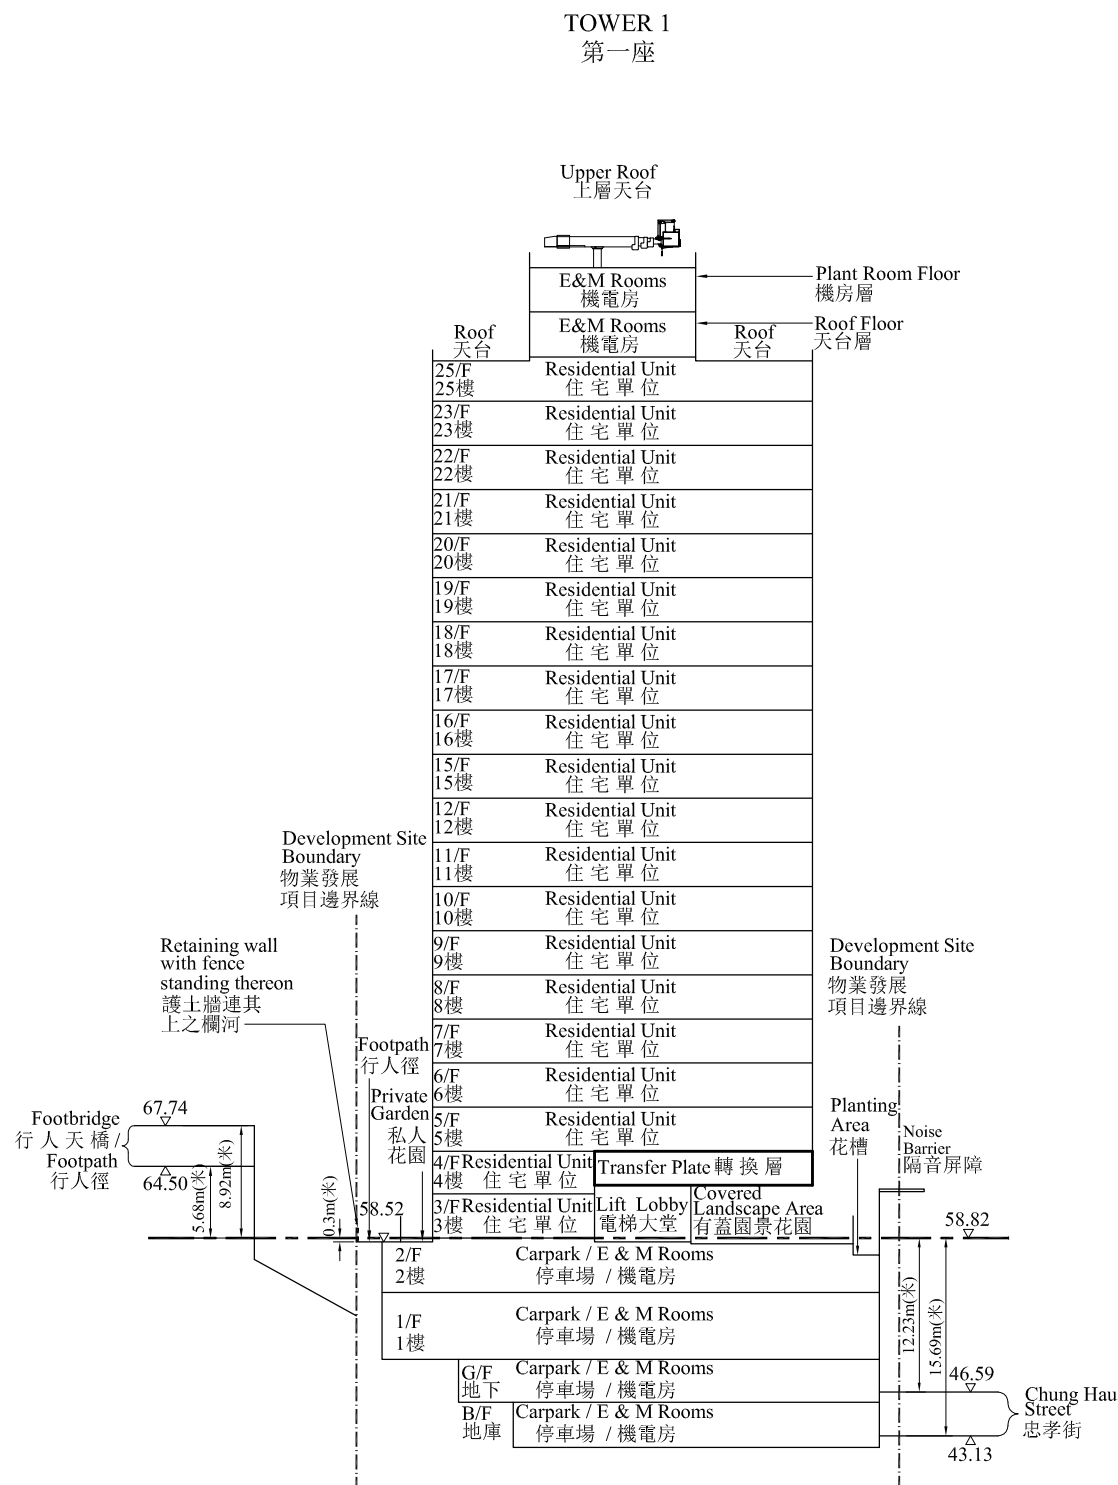 TOWER 1
第一座
Upper Roof
上層天台
E&M Rooms
機電房
Plant Room Floor
機房層
E&M Rooms
機電房
Roof Floor
天台層
Roof
天台
Roof
天台
25/F Residential Unit
25樓 住宅單位
23/F Residential Unit
23樓 住宅單位
22/F Residential Unit
22樓 住宅單位
21/F Residential Unit
21樓 住宅單位
20/F Residential Unit
20樓 住宅單位
19/F Residential Unit
19樓 住宅單位
18/F Residential Unit
18樓 住宅單位
17/F Residential Unit
17樓 住宅單位
16/F Residential Unit
16樓 住宅單位
15/F Residential Unit
15樓 住宅單位
12/F Residential Unit
12樓 住宅單位
11/F Residential Unit
11樓 住宅單位
10/F Residential Unit
10樓 住宅單位
9/F Residential Unit
9樓 住宅單位
8/F Residential Unit
8樓 住宅單位
7/F Residential Unit
7樓 住宅單位
6/F Residential Unit
6樓 住宅單位
5/F Residential Unit
5樓 住宅單位
4/F Residential Unit
4樓 住宅單位
Transfer Plate 轉換層
3/F Residential Unit
3樓 住宅單位
Lift Lobby
電梯大堂
Covered
Landscape Area
有蓋園景花園
2/F Carpark / E & M Rooms
2樓 停車場 / 機電房
1/F Carpark / E & M Rooms
1樓 停車場 / 機電房
G/F Carpark / E & M Rooms
地下 停車場 / 機電房
B/F Carpark / E & M Rooms
地庫 停車場 / 機電房
Development Site
Boundary
物業發展
項目邊界線
Retaining wall
with fence
standing thereon
護土牆連其
上之欄河
Footpath
行人徑
Private
Garden
私人
花園
Footbridge
行人天橋/
Footpath
行人徑
67.74
64.50
5.68m(米)
8.92m(米)
0.3m(米)
58.52
Development Site
Boundary
物業發展
項目邊界線
Planting
Area
花槽
Noise
Barrier
隔音屏障
58.82
12.23m(米)
15.69m(米)
46.59
Chung Hau
Street
忠孝街
43.13